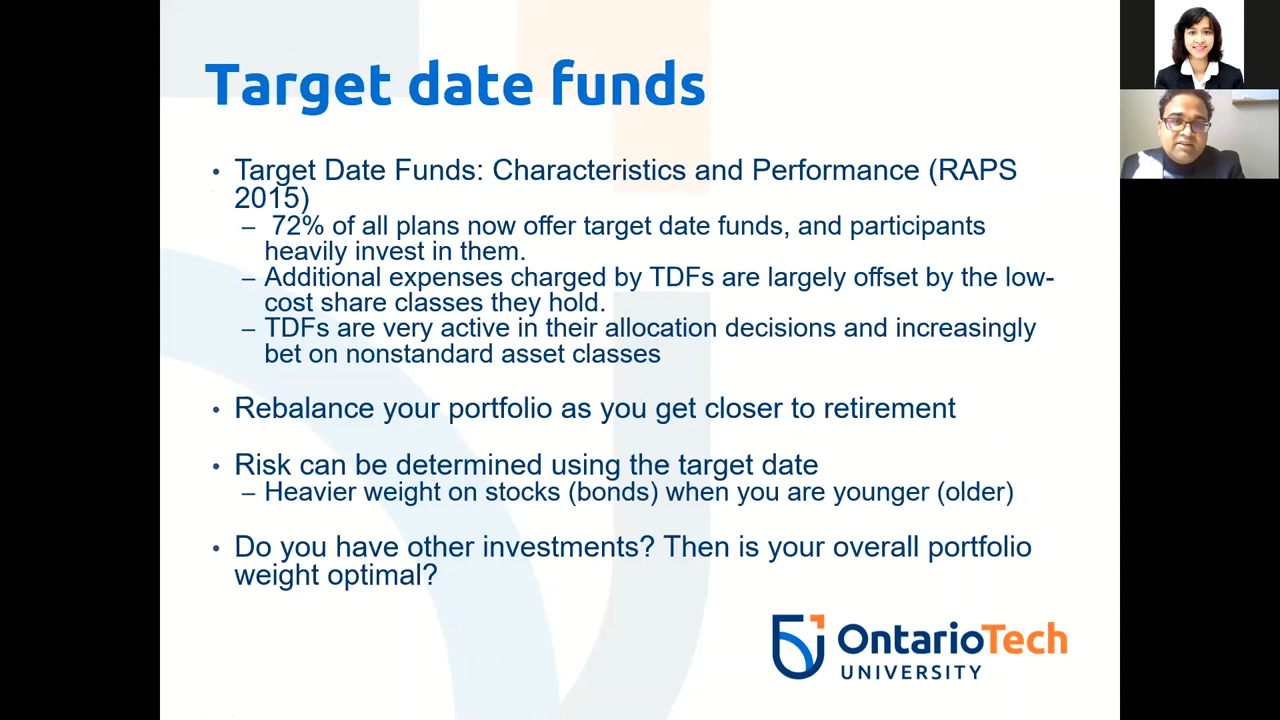 Target date funds
• Target Date Funds: Characteristics and Performance (RAPS
2015)
– 72% of all plans now offer target date funds, and participants
heavily invest in them.
– Additional expenses charged by TDFs are largely offset by the low-
cost share classes they hold.
– TDFs are very active in their allocation decisions and increasingly
bet on nonstandard asset classes
• Rebalance your portfolio as you get closer to retirement
• Risk can be determined using the target date
– Heavier weight on stocks (bonds) when you are younger (older)
• Do you have other investments? Then is your overall portfolio
weight optimal?
OntarioTech
UNIVERSITY